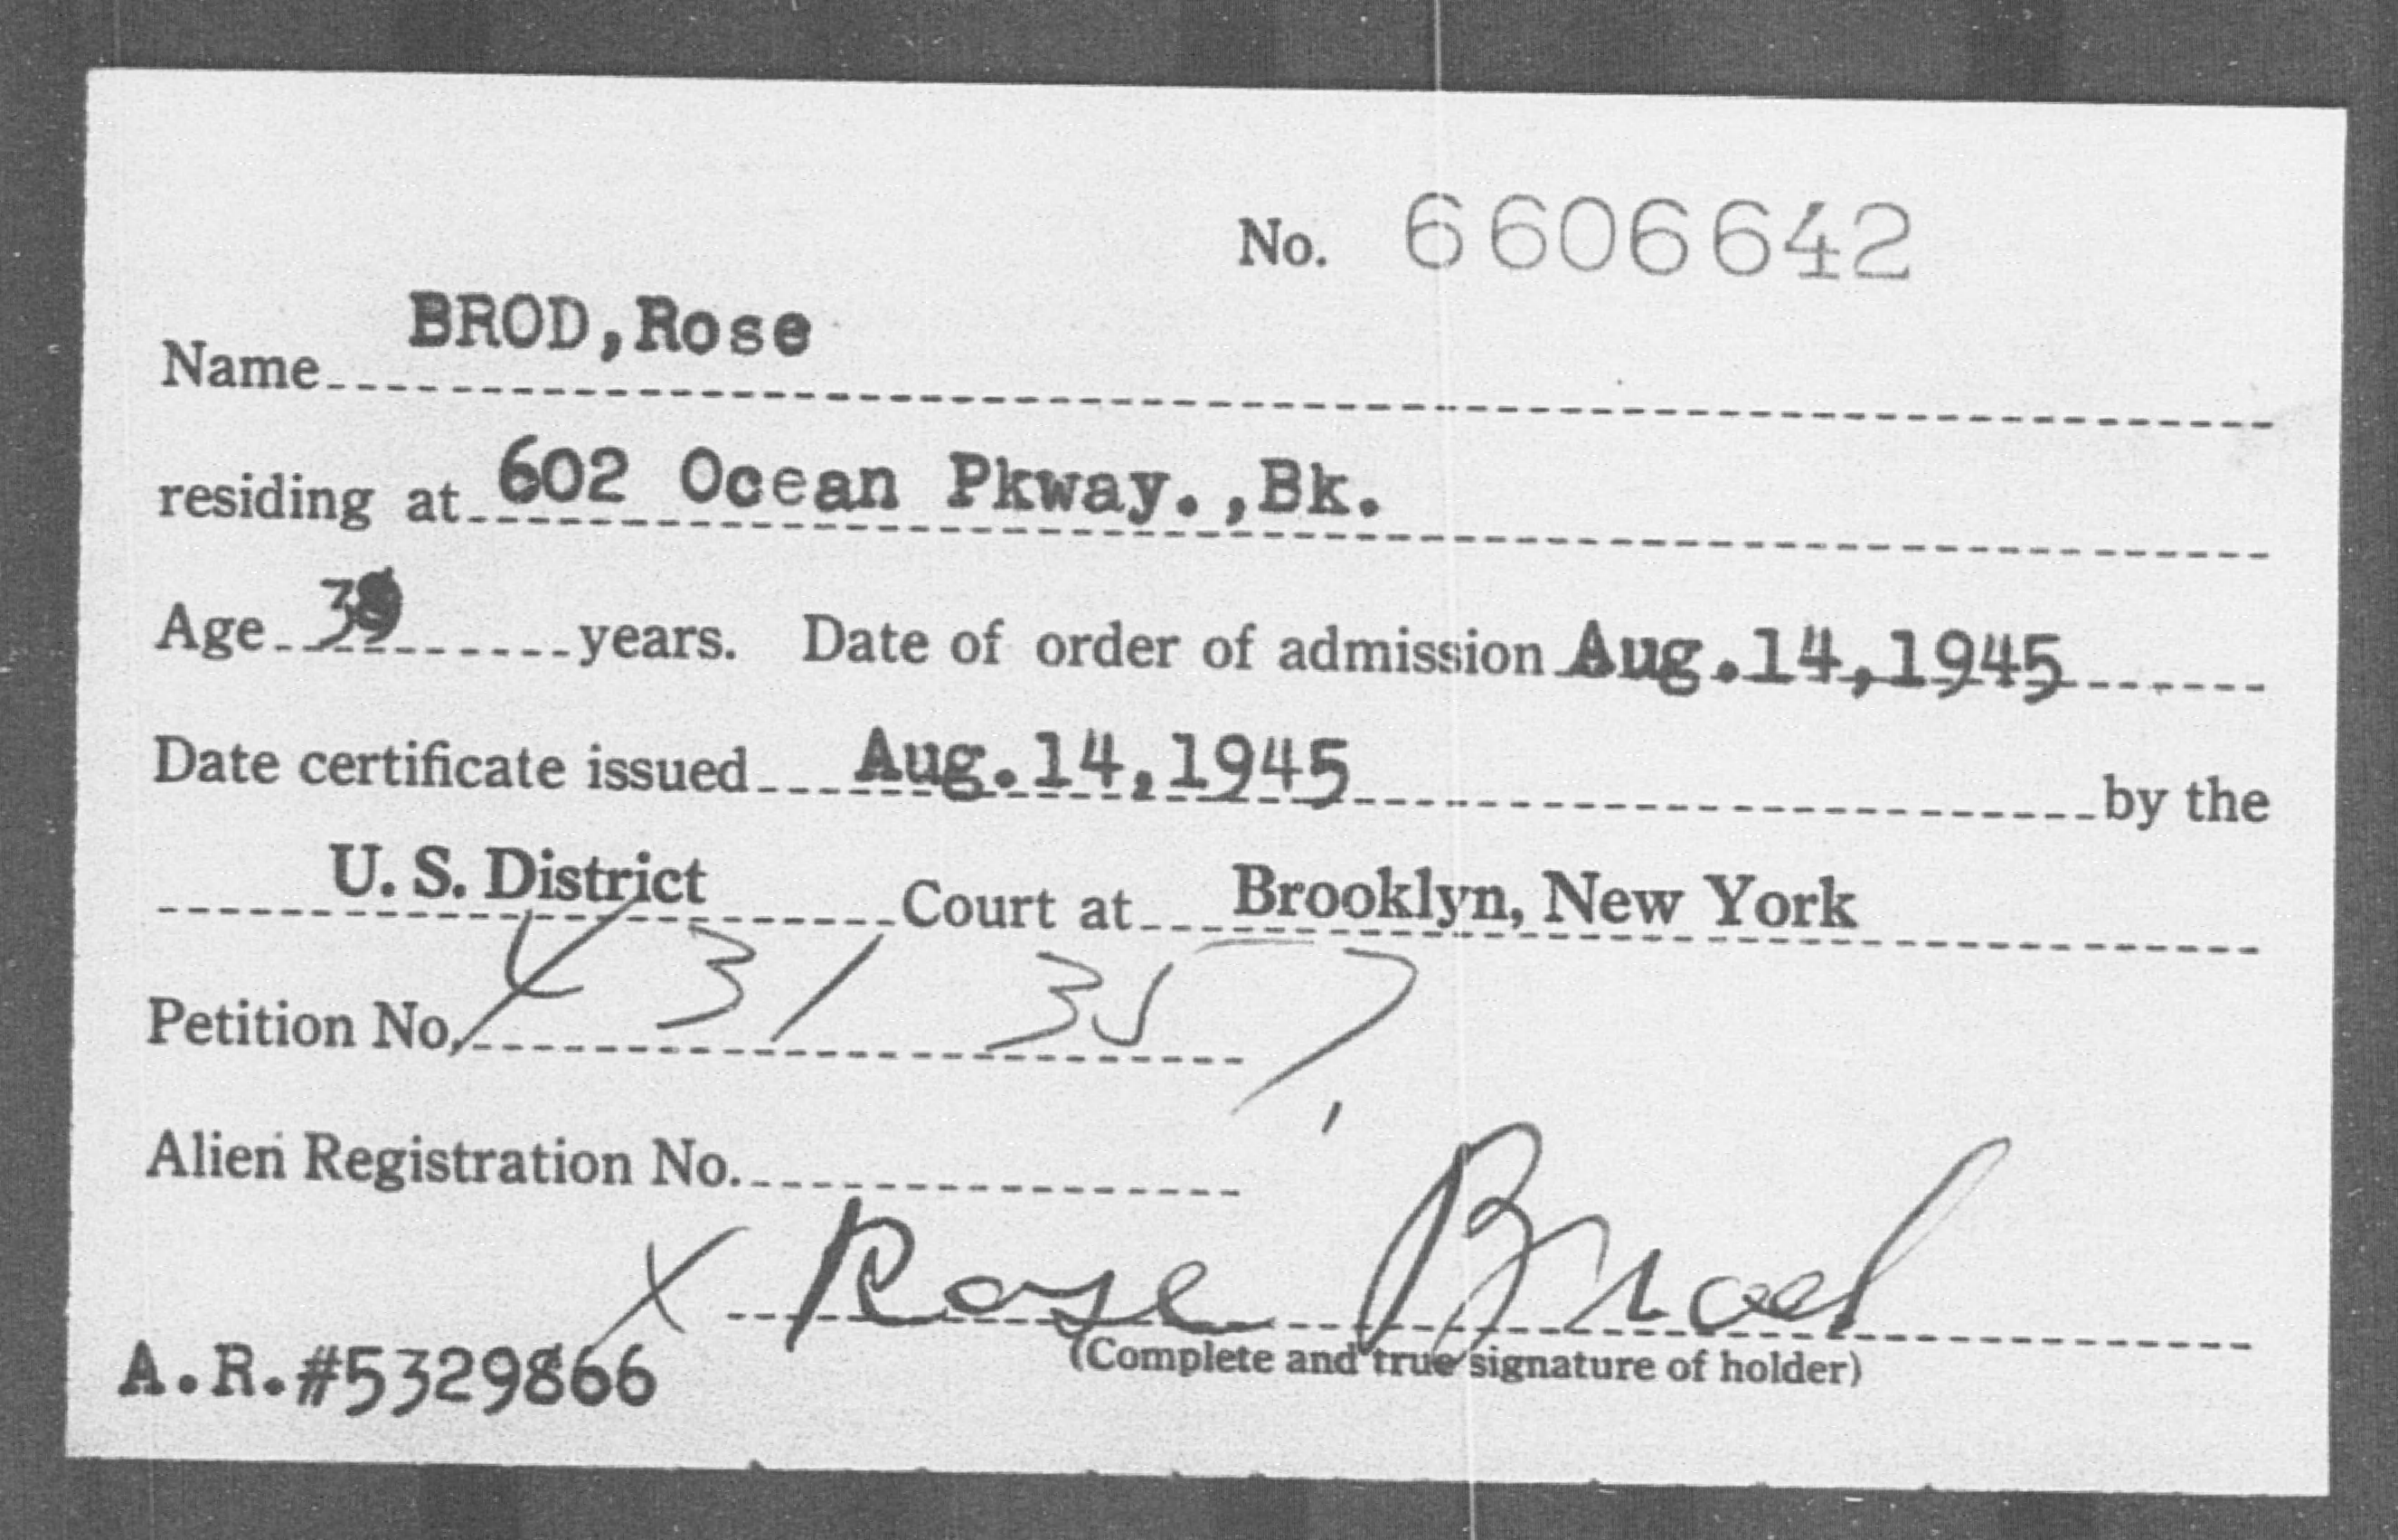 No. 6606642
Name BROD,Rose
residing at 602 Ocean Pkway.,Bk.
Age 39 years. Date of order of admission Aug.14,1945
Date certificate issued Aug.14,1945 by the
U. S. District Court at Brooklyn, New York
Petition No. 431357
Alien Registration No.
X Rose Brod
(Complete and true signature of holder)
A.R.#5329866